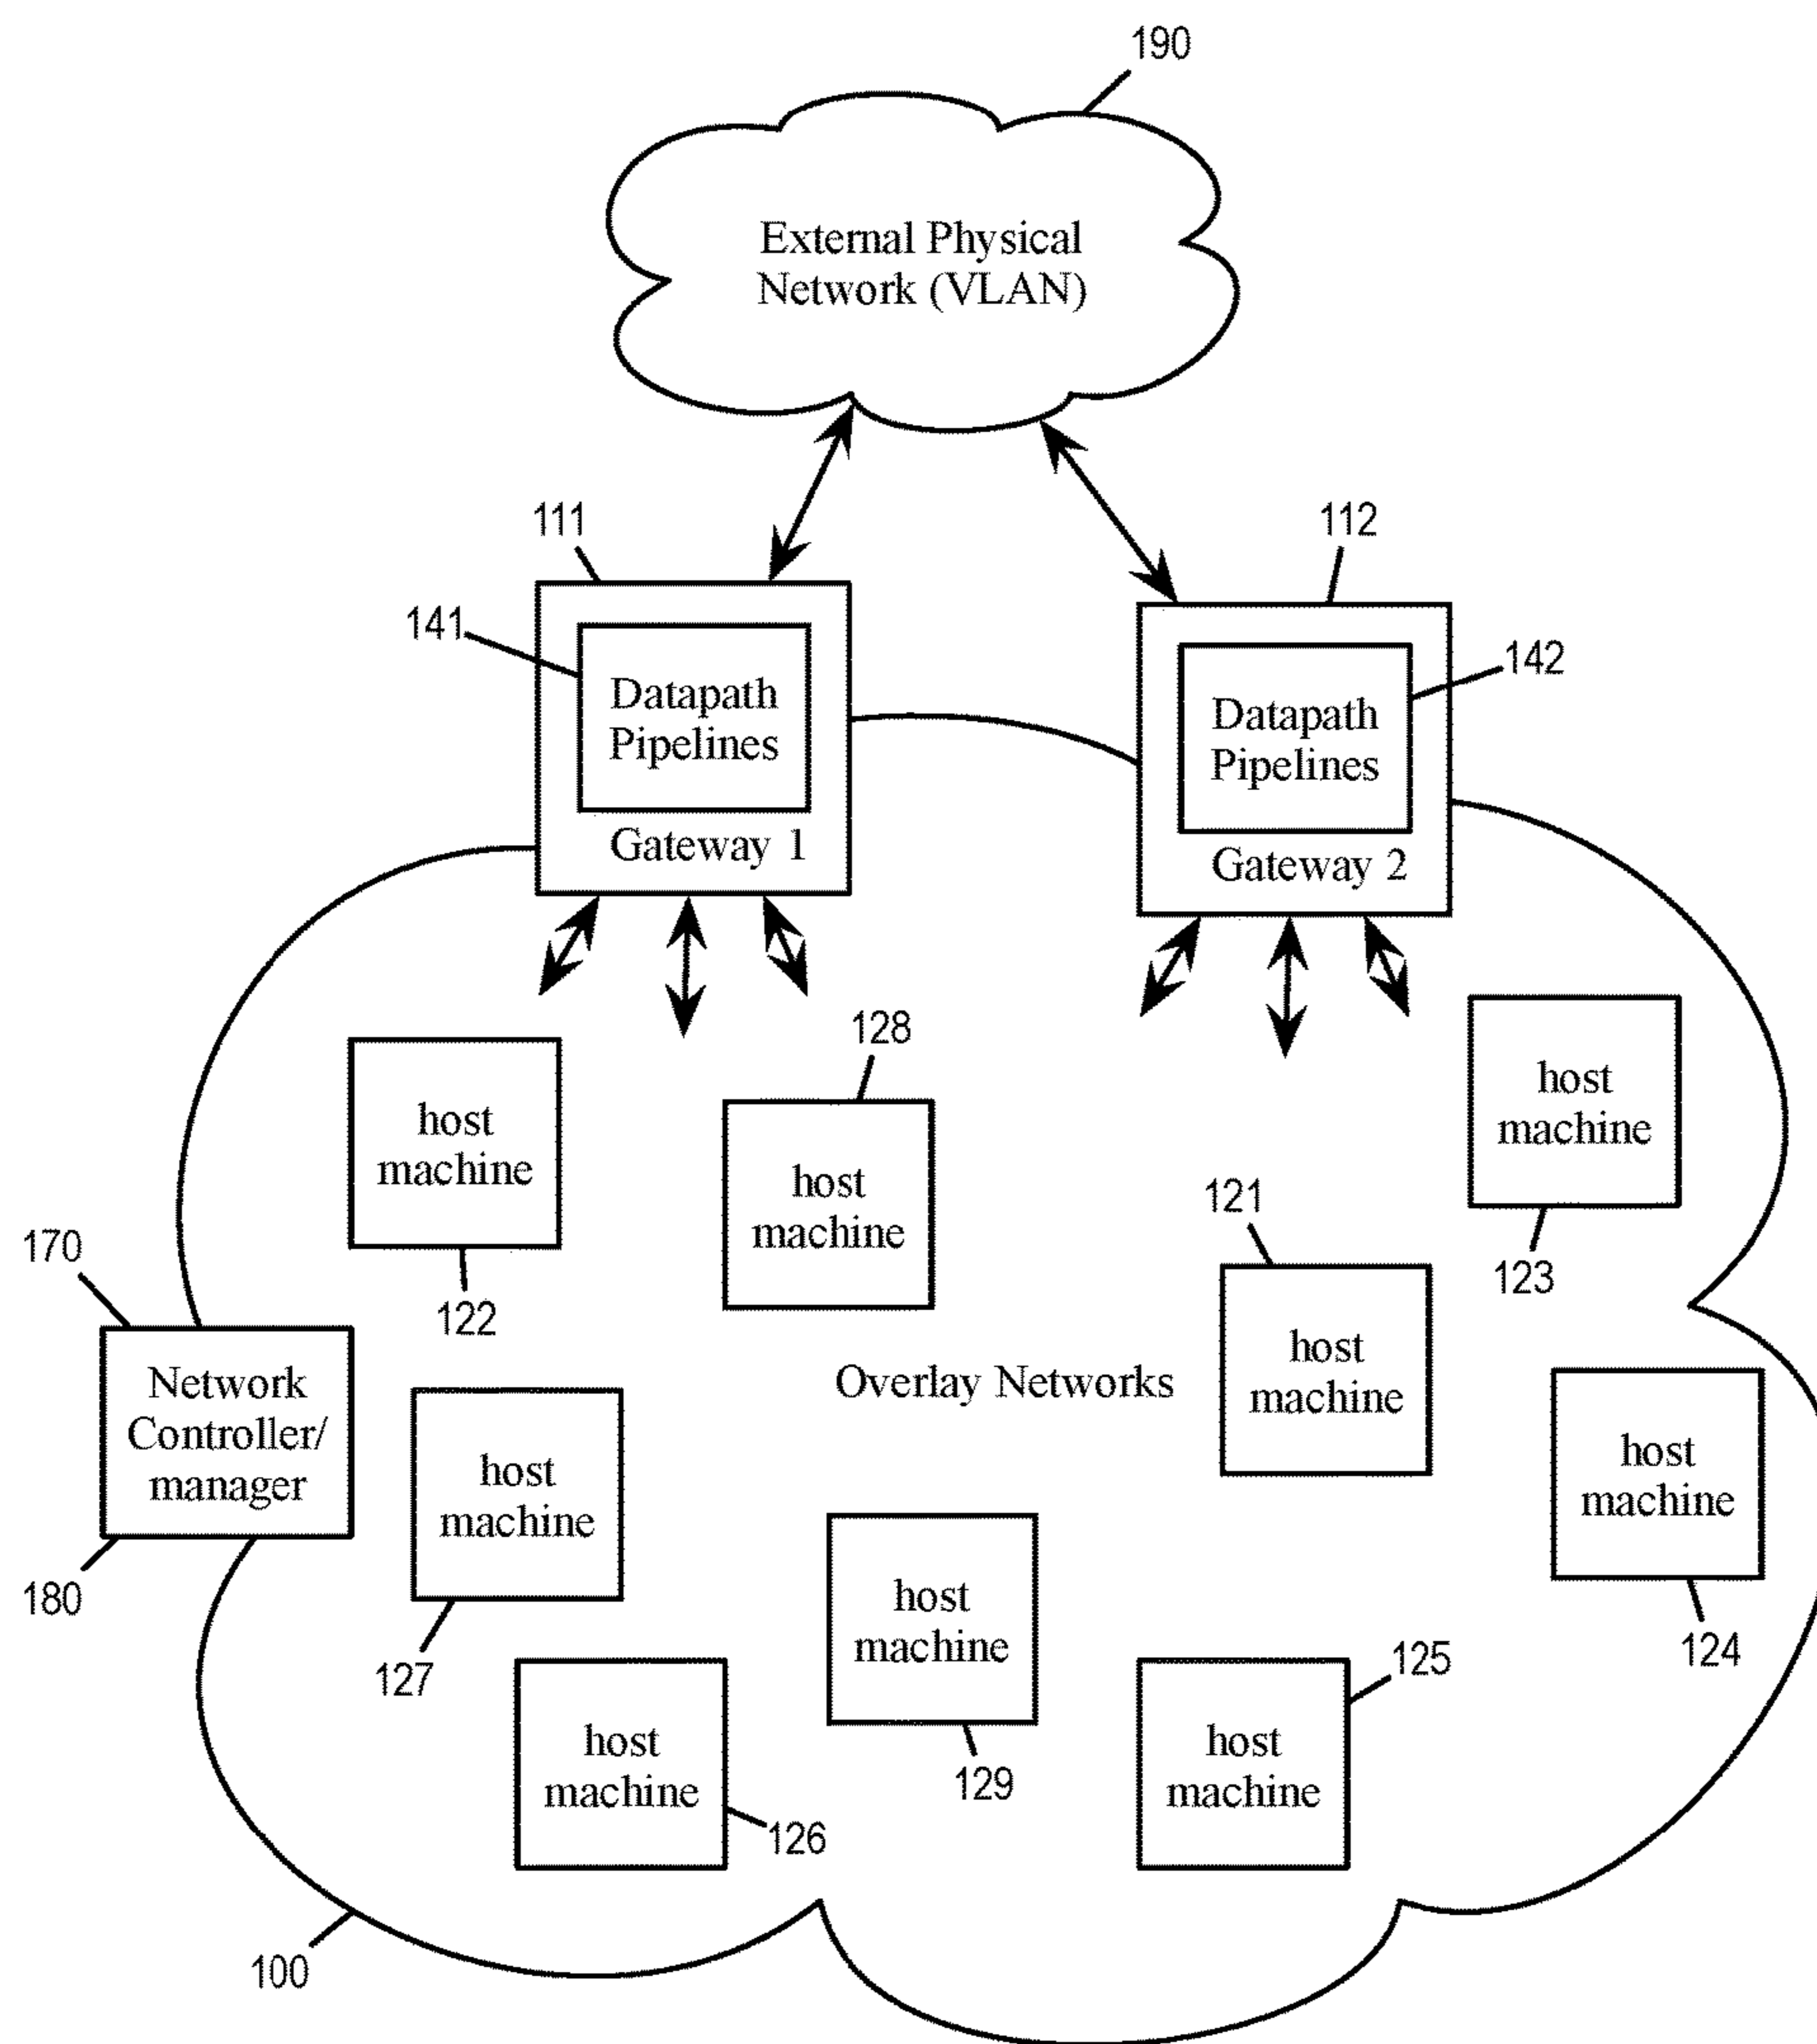 190
External Physical
Network (VLAN)
111
112
141
142
Datapath
Pipelines
Gateway 1
Datapath
Pipelines
Gateway 2
128
host
machine
host
machine
host
machine
121
123
170
122
Network
Controller/
manager
Overlay Networks
host
machine
host
machine
host
machine
180
host
machine
127
124
125
host
machine
129
host
machine
126
100